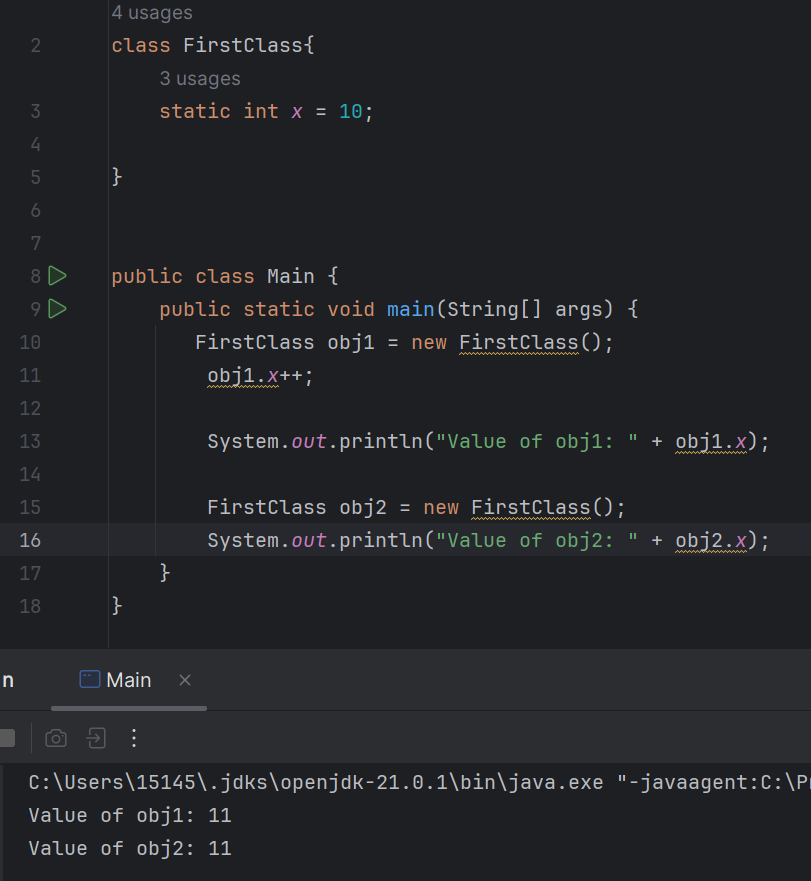 4 usages
2 class FirstClass{
3 usages
3 static int x = 10;
4
5 }
6
7
8 public class Main {
9 public static void main(String[] args) {
10 FirstClass obj1 = new FirstClass();
11 obj1.x++;
12
13 System.out.println("Value of obj1: " + obj1.x);
14
15 FirstClass obj2 = new FirstClass();
16 System.out.println("Value of obj2: " + obj2.x);
17 }
18 }
n Main
C:\Users\15145\.jdks\openjdk-21.0.1\bin\java.exe "-javaagent:C:\P
Value of obj1: 11
Value of obj2: 11